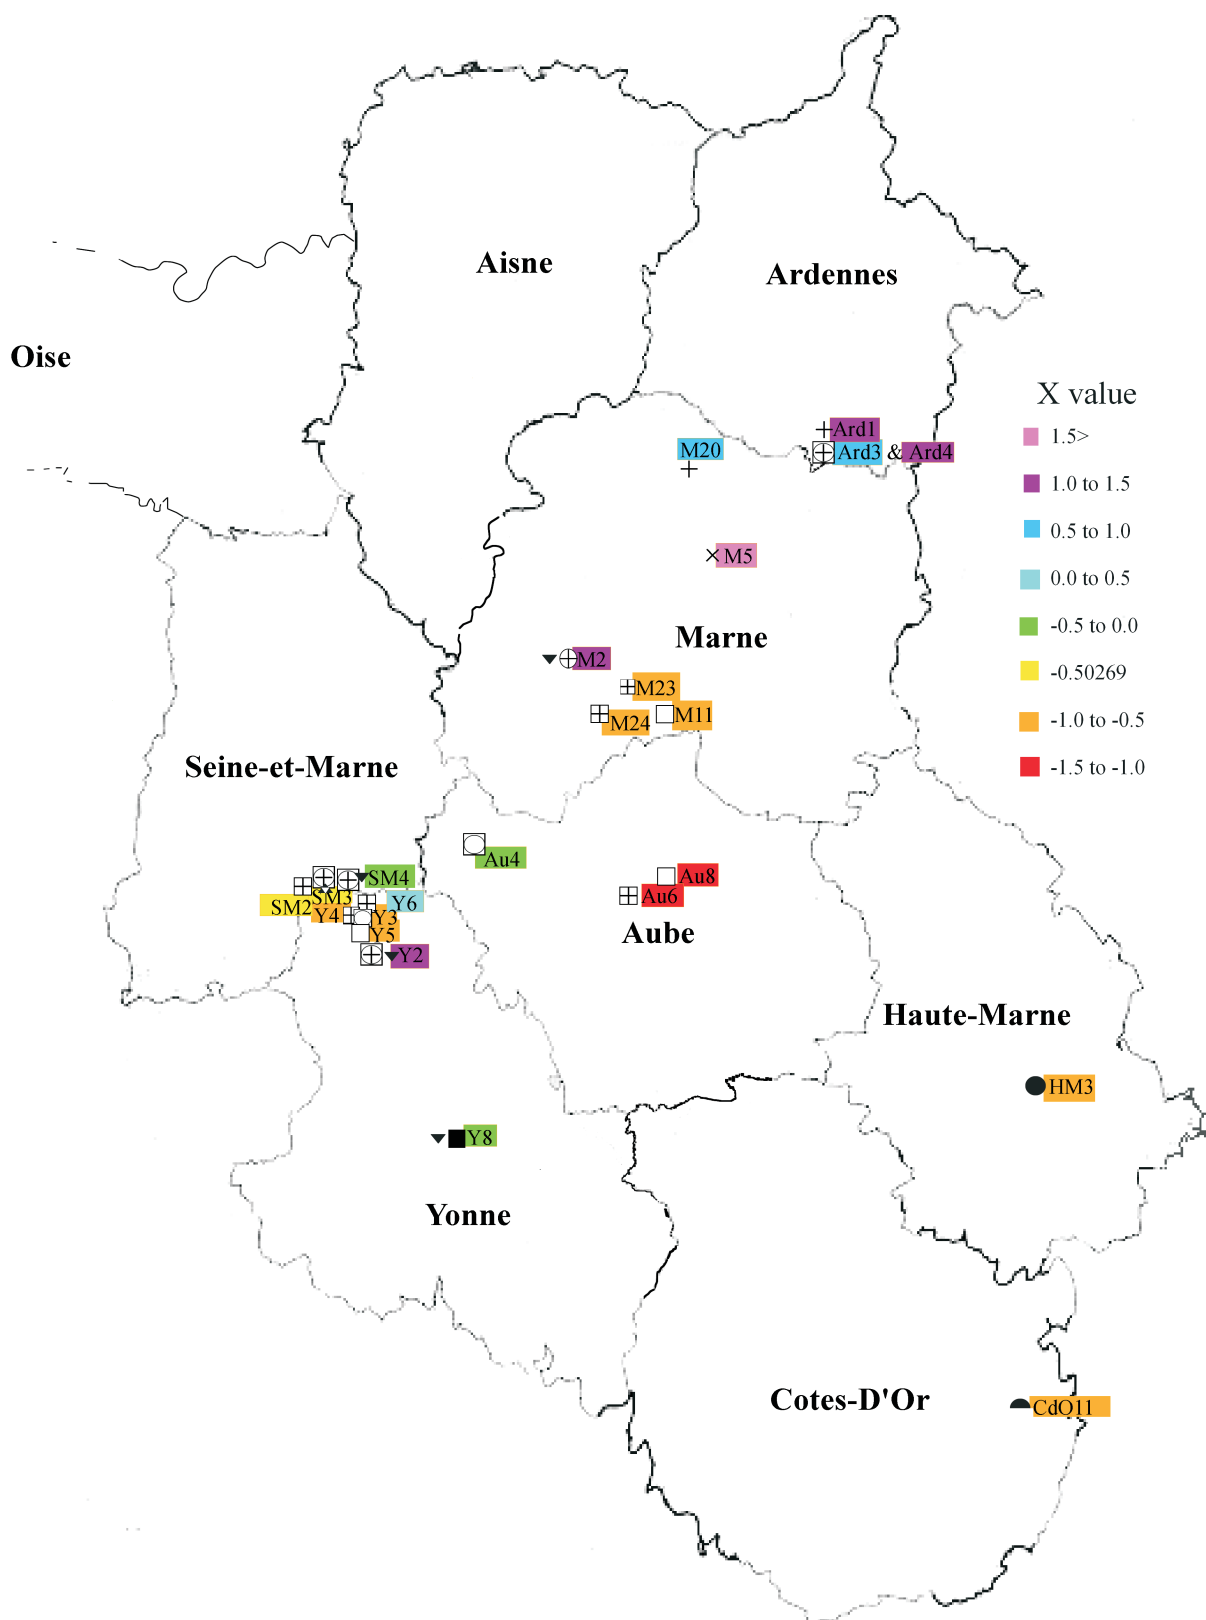 Aisne
Ardennes
Oise
X value
1.5>
1.0 to 1.5
0.5 to 1.0
0.0 to 0.5
-0.5 to 0.0
-0.50269
-1.0 to -0.5
-1.5 to -1.0
Ard1
M20
Ard3 & Ard4
M5
Marne
M2
M23
M24
M11
Seine-et-Marne
Au4
SM4
Au8
SM3
Au6
SM2
Y6
Y4
Y3
Y5
Aube
Y2
Haute-Marne
HM3
Y8
Yonne
Cotes-D'Or
CdO11